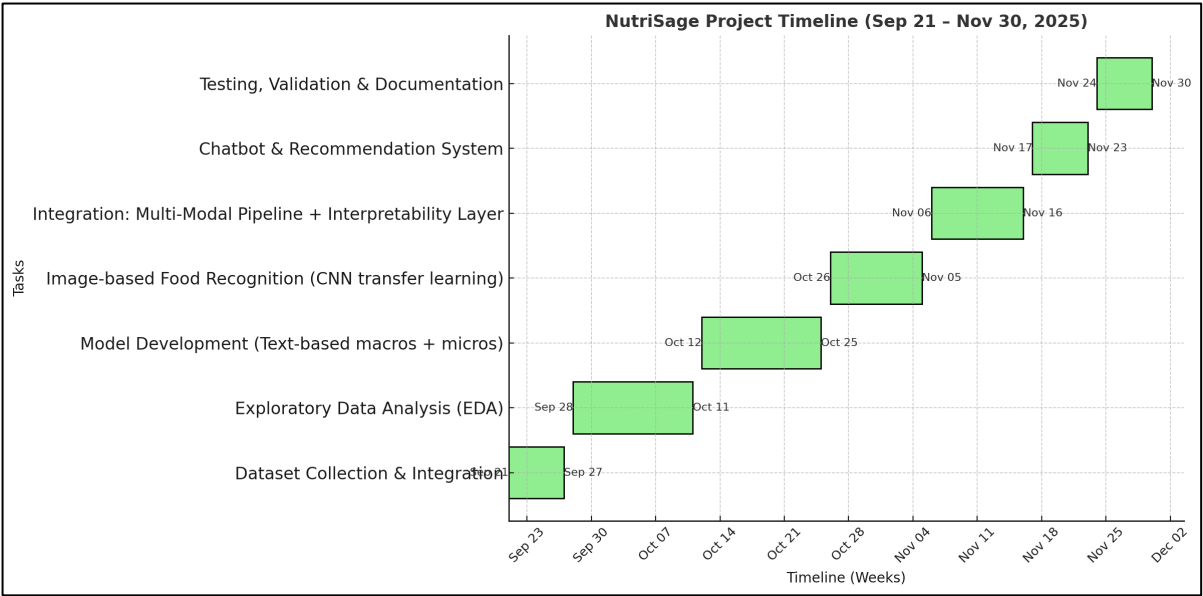 NutriSage Project Timeline (Sep 21 – Nov 30, 2025)
Testing, Validation & Documentation
Nov 24
Nov 30
Chatbot & Recommendation System
Nov 17
Nov 23
Integration: Multi-Modal Pipeline + Interpretability Layer
Nov 06
Nov 16
Tasks
Image-based Food Recognition (CNN transfer learning)
Oct 26
Nov 05
Model Development (Text-based macros + micros)
Oct 12
Oct 25
Exploratory Data Analysis (EDA)
Sep 28
Oct 11
Dataset Collection & Integration
Sep 21
Sep 27
Sep 23
Sep 30
Oct 07
Oct 14
Oct 21
Oct 28
Nov 04
Nov 11
Nov 18
Nov 25
Dec 02
Timeline (Weeks)